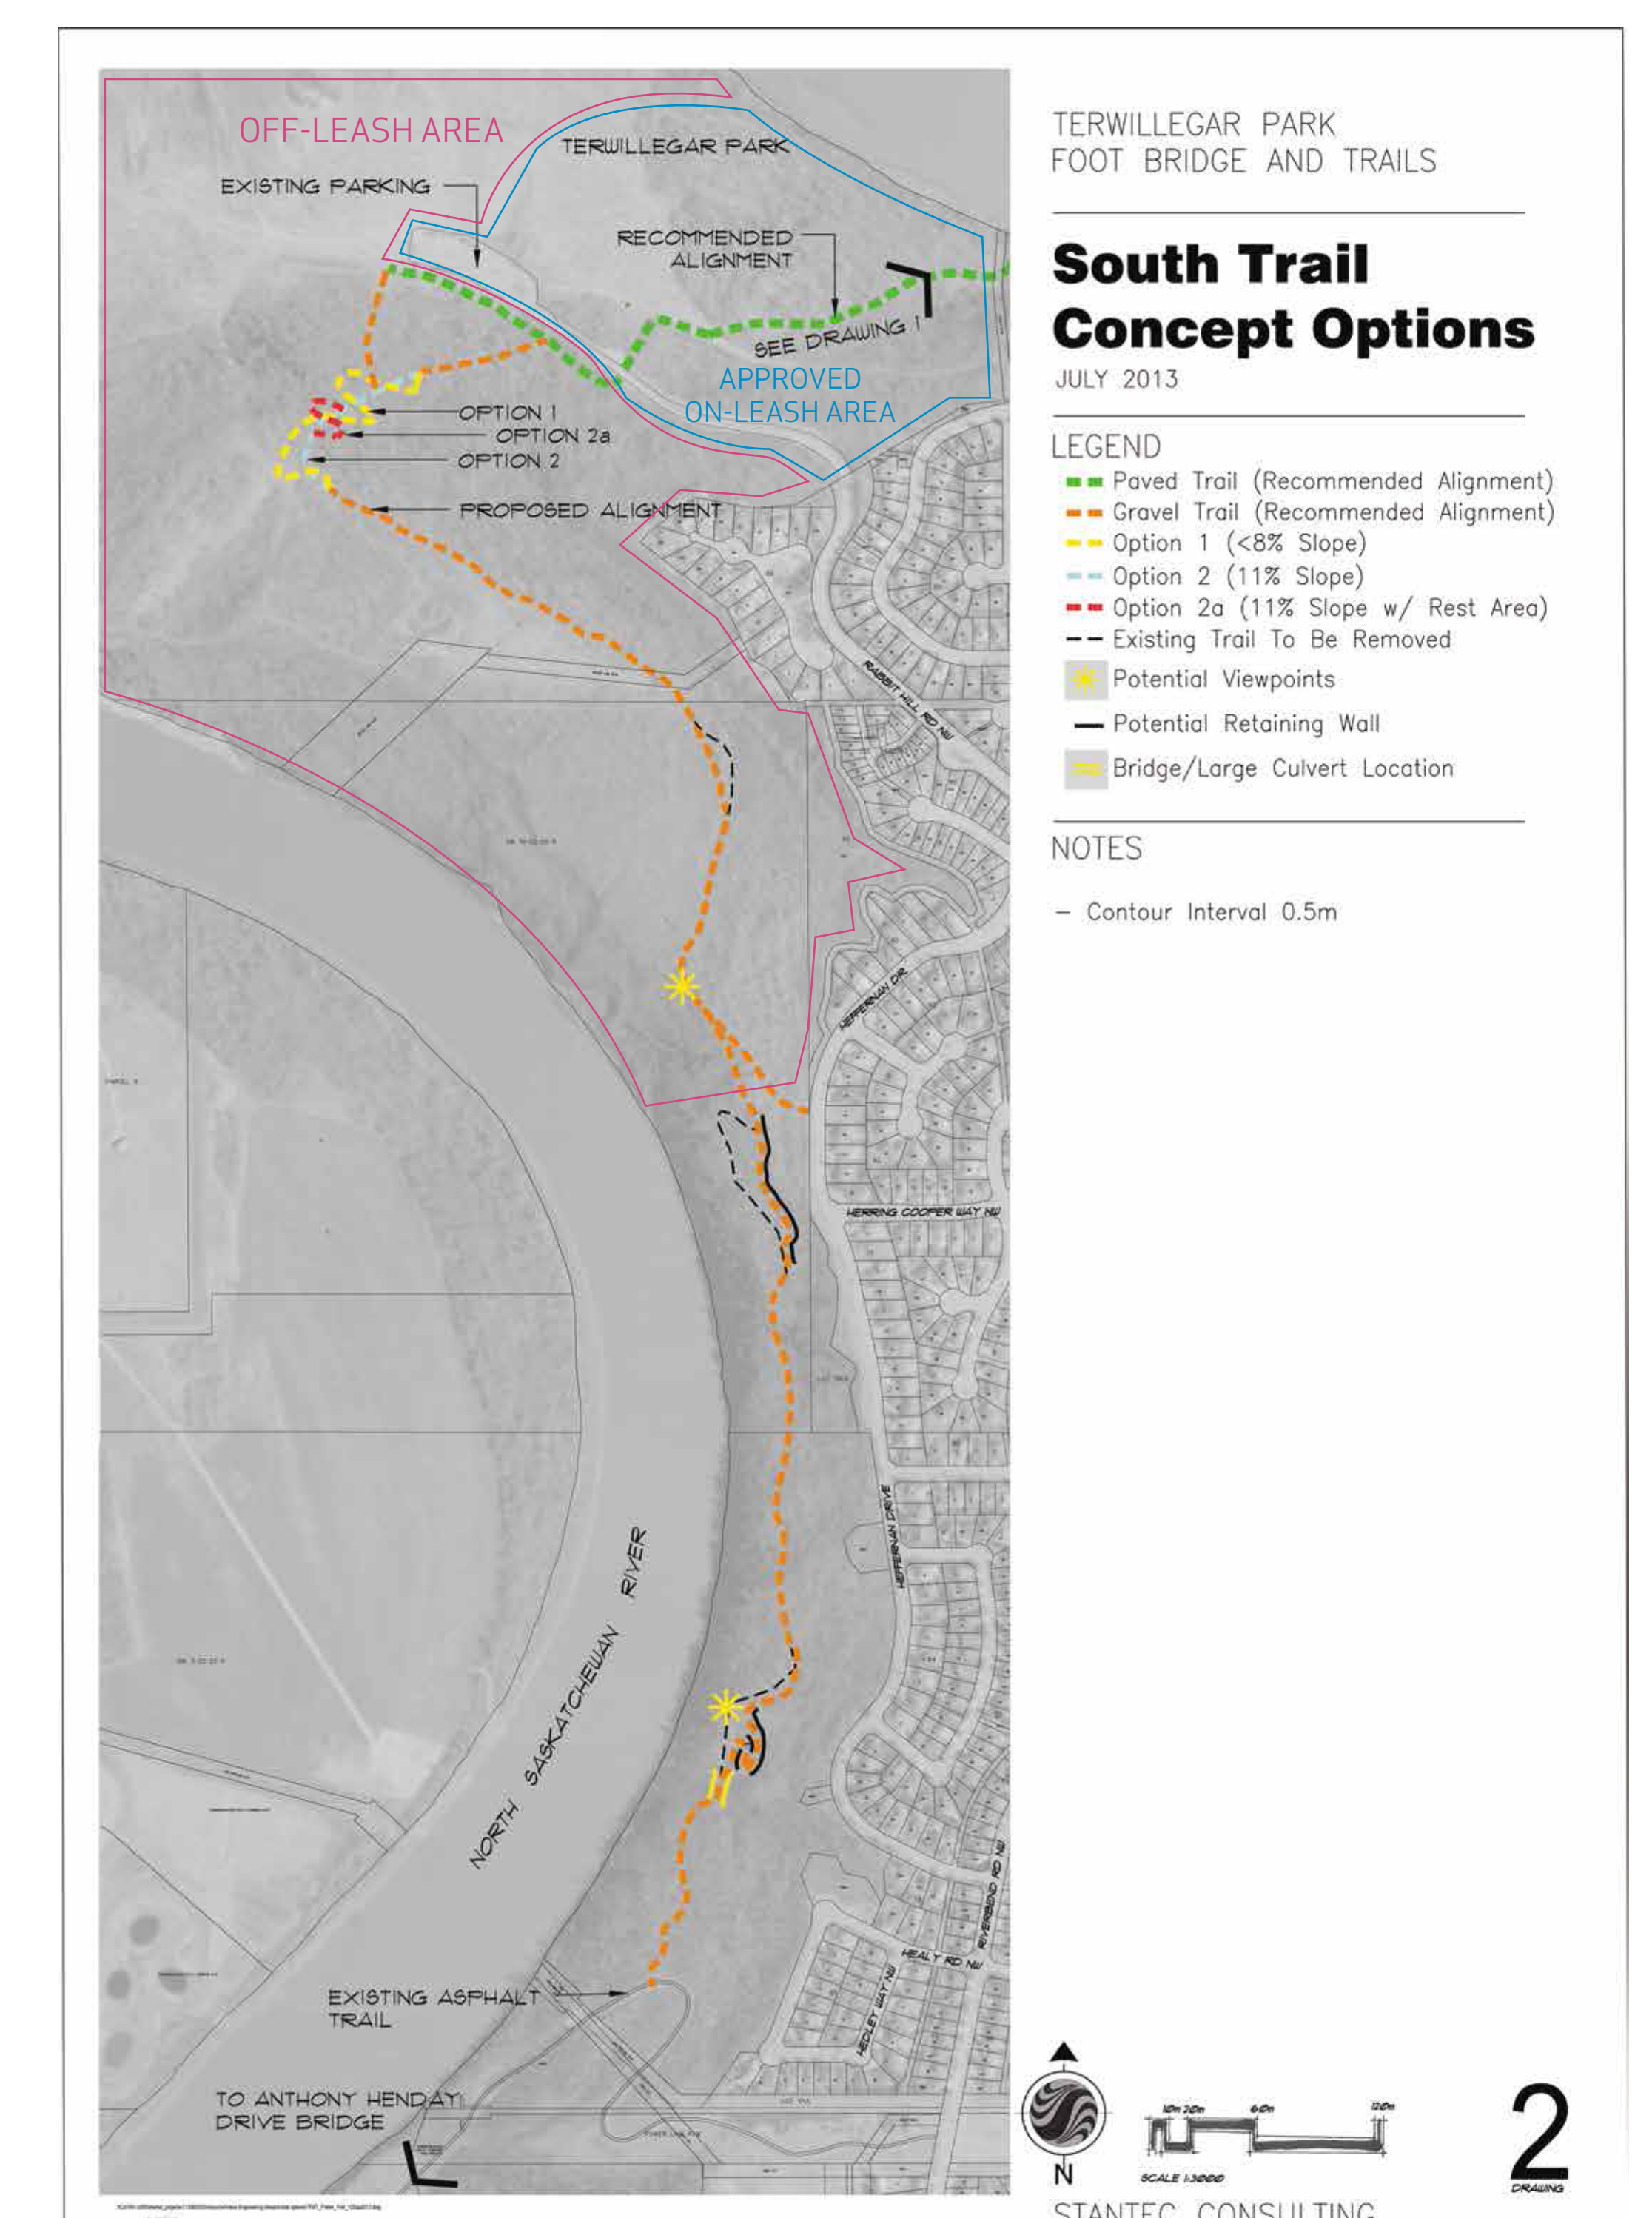 OFF-LEASH AREA
TERWILLEGAR PARK
EXISTING PARKING
RECOMMENDED
ALIGNMENT
SEE DRAWING 1
APPROVED
ON-LEASH AREA
OPTION 1
OPTION 2a
OPTION 2
PROPOSED ALIGNMENT
RABBIT HILL RD NW
HEFFERNAN DR
HERRING COOPER WAY NW
HEFFERNAN DRIVE
NORTH SASKATCHEWAN RIVER
RIVERBEND RD NW
HEALY RD NW
HEDLEY WAY NW
EXISTING ASPHALT
TRAIL
TO ANTHONY HENDAY
DRIVE BRIDGE
TERWILLEGAR PARK
FOOT BRIDGE AND TRAILS
South Trail
Concept Options
JULY 2013
LEGEND
Paved Trail (Recommended Alignment)
Gravel Trail (Recommended Alignment)
Option 1 (<8% Slope)
Option 2 (11% Slope)
Option 2a (11% Slope w/ Rest Area)
Existing Trail To Be Removed
Potential Viewpoints
Potential Retaining Wall
Bridge/Large Culvert Location
NOTES
– Contour Interval 0.5m
N
10m 20m 60m 120m
SCALE 1:3000
2
DRAWING
STANTEC CONSULTING